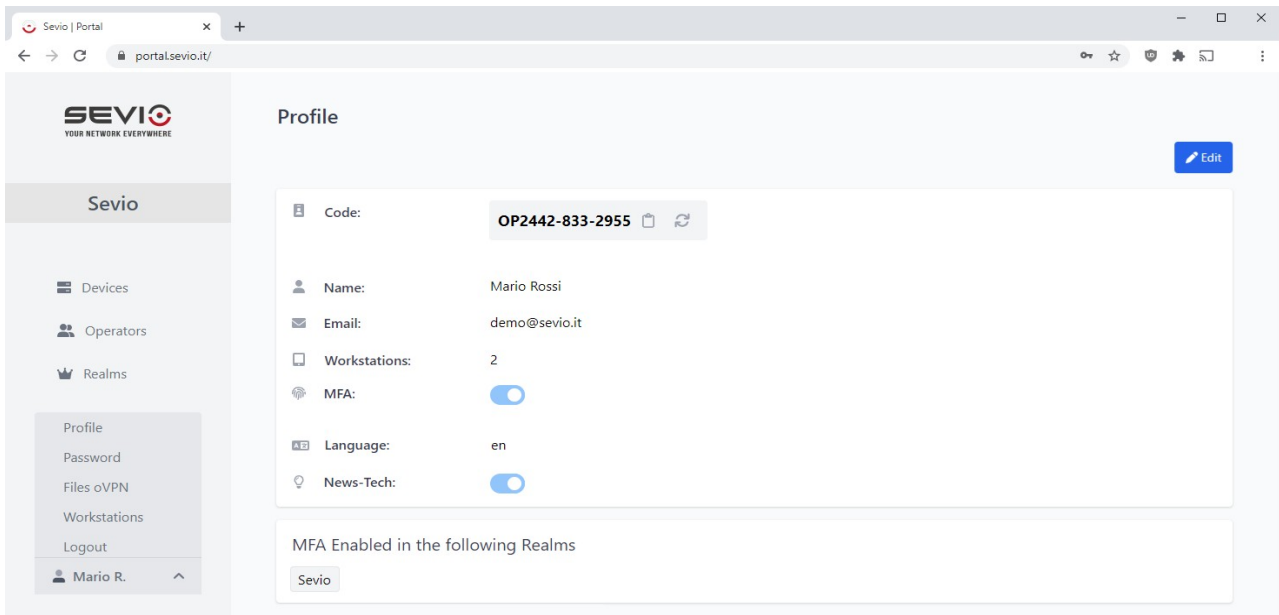 Sevio | Portal
portal.sevio.it/
SEVIO
YOUR NETWORK EVERYWHERE
Sevio
Devices
Operators
Realms
Profile
Password
Files oVPN
Workstations
Logout
Mario R.
Profile
Edit
Code: OP2442-833-2955
Name: Mario Rossi
Email: demo@sevio.it
Workstations: 2
MFA:
Language: en
News-Tech:
MFA Enabled in the following Realms
Sevio